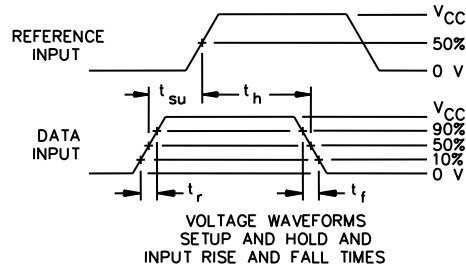 VCC
REFERENCE
INPUT
50%
0 V
tsu
th
VCC
90%
DATA
INPUT
50%
10%
0 V
tr
tf
VOLTAGE WAVEFORMS
SETUP AND HOLD AND
INPUT RISE AND FALL TIMES